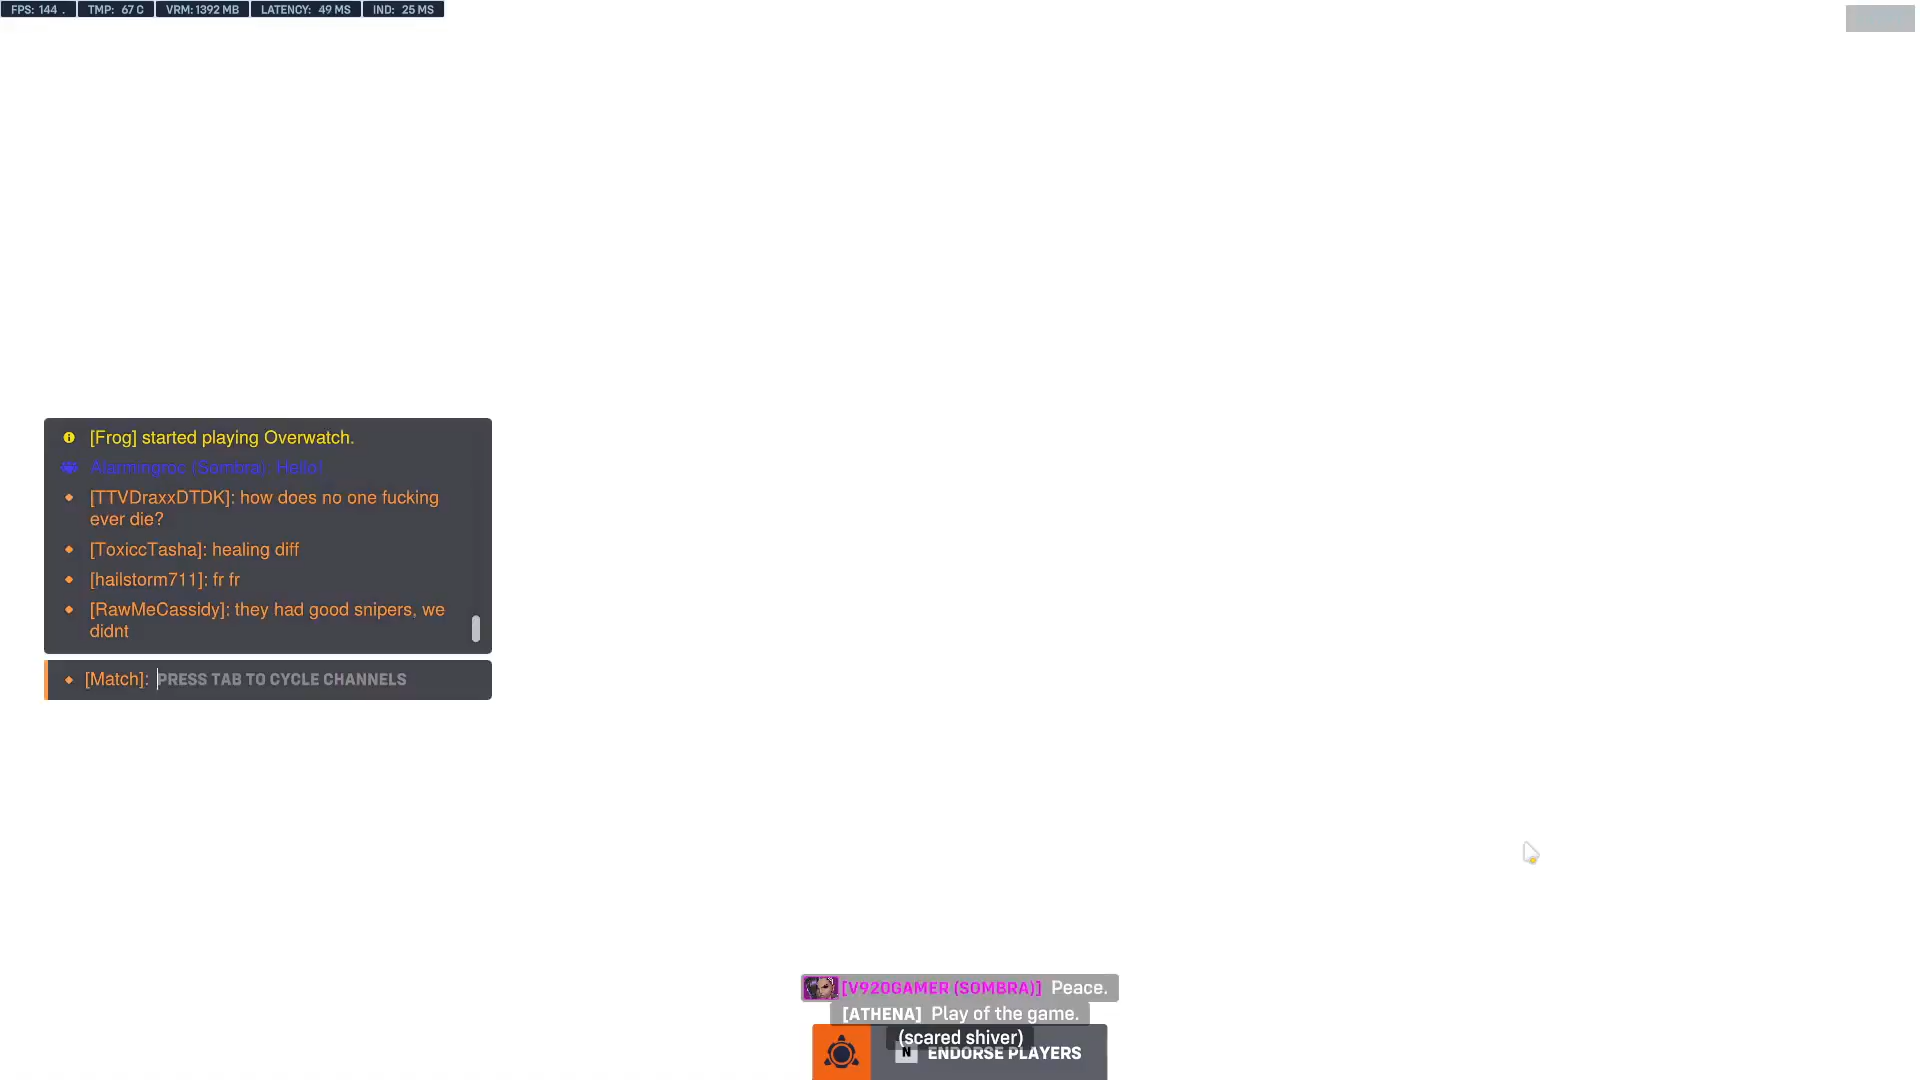 FPS: 144 . TMP: 67 C VRM: 1392 MB LATENCY: 49 MS IND: 25 MS
[Frog] started playing Overwatch.
Alarmingroc (Sombra): Hello!
[TTVDraxxDTDK]: how does no one fucking
ever die?
[ToxiccTasha]: healing diff
[hailstorm711]: fr fr
[RawMeCassidy]: they had good snipers, we
didnt
[Match]: PRESS TAB TO CYCLE CHANNELS
[V920GAMER (SOMBRA)] Peace.
[ATHENA] Play of the game.
(scared shiver)
N ENDORSE PLAYERS